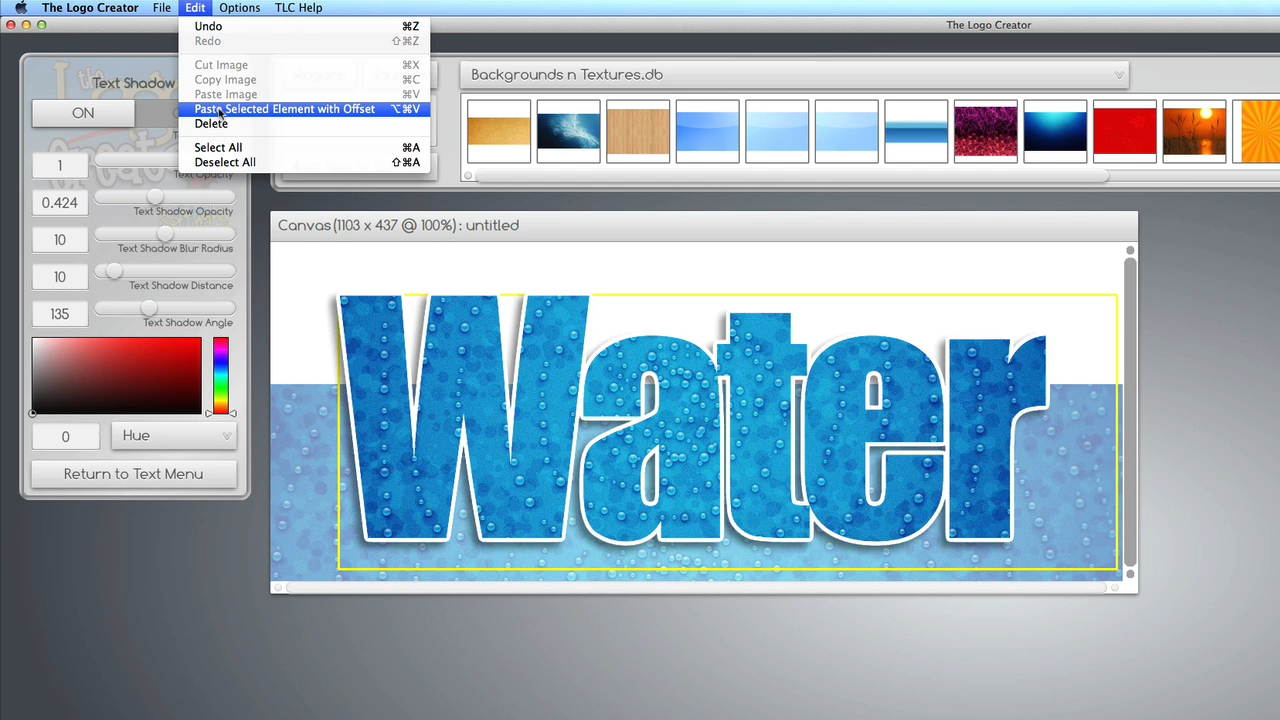 The Logo Creator File Edit Options TLC Help
The Logo Creator
Undo ⌘Z
Redo ⇧⌘Z
Cut Image ⌘X
Copy Image ⌘C
Paste Image ⌘V
Paste Selected Element with Offset ⌥⌘V
Delete
Select All ⌘A
Deselect All ⇧⌘A
Text Shadow
ON
1
Text Opacity
0.424
Text Shadow Opacity
10
Text Shadow Blur Radius
10
Text Shadow Distance
135
Text Shadow Angle
0 Hue
Return to Text Menu
Backgrounds n Textures.db
Canvas (1103 x 437 @ 100%) : untitled
Water